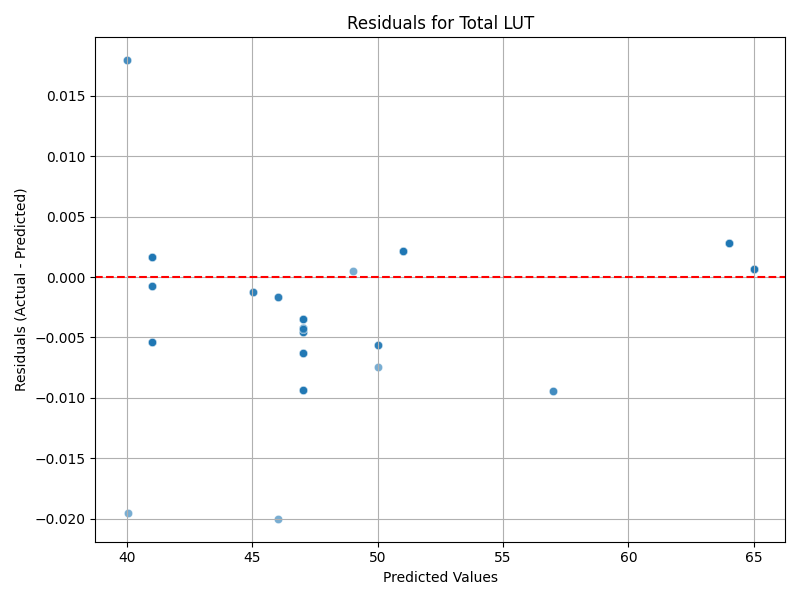 Residuals for Total LUT
0.015
0.010
0.005
0.000
−0.005
−0.010
−0.015
−0.020
Residuals (Actual - Predicted)
40 45 50 55 60 65
Predicted Values